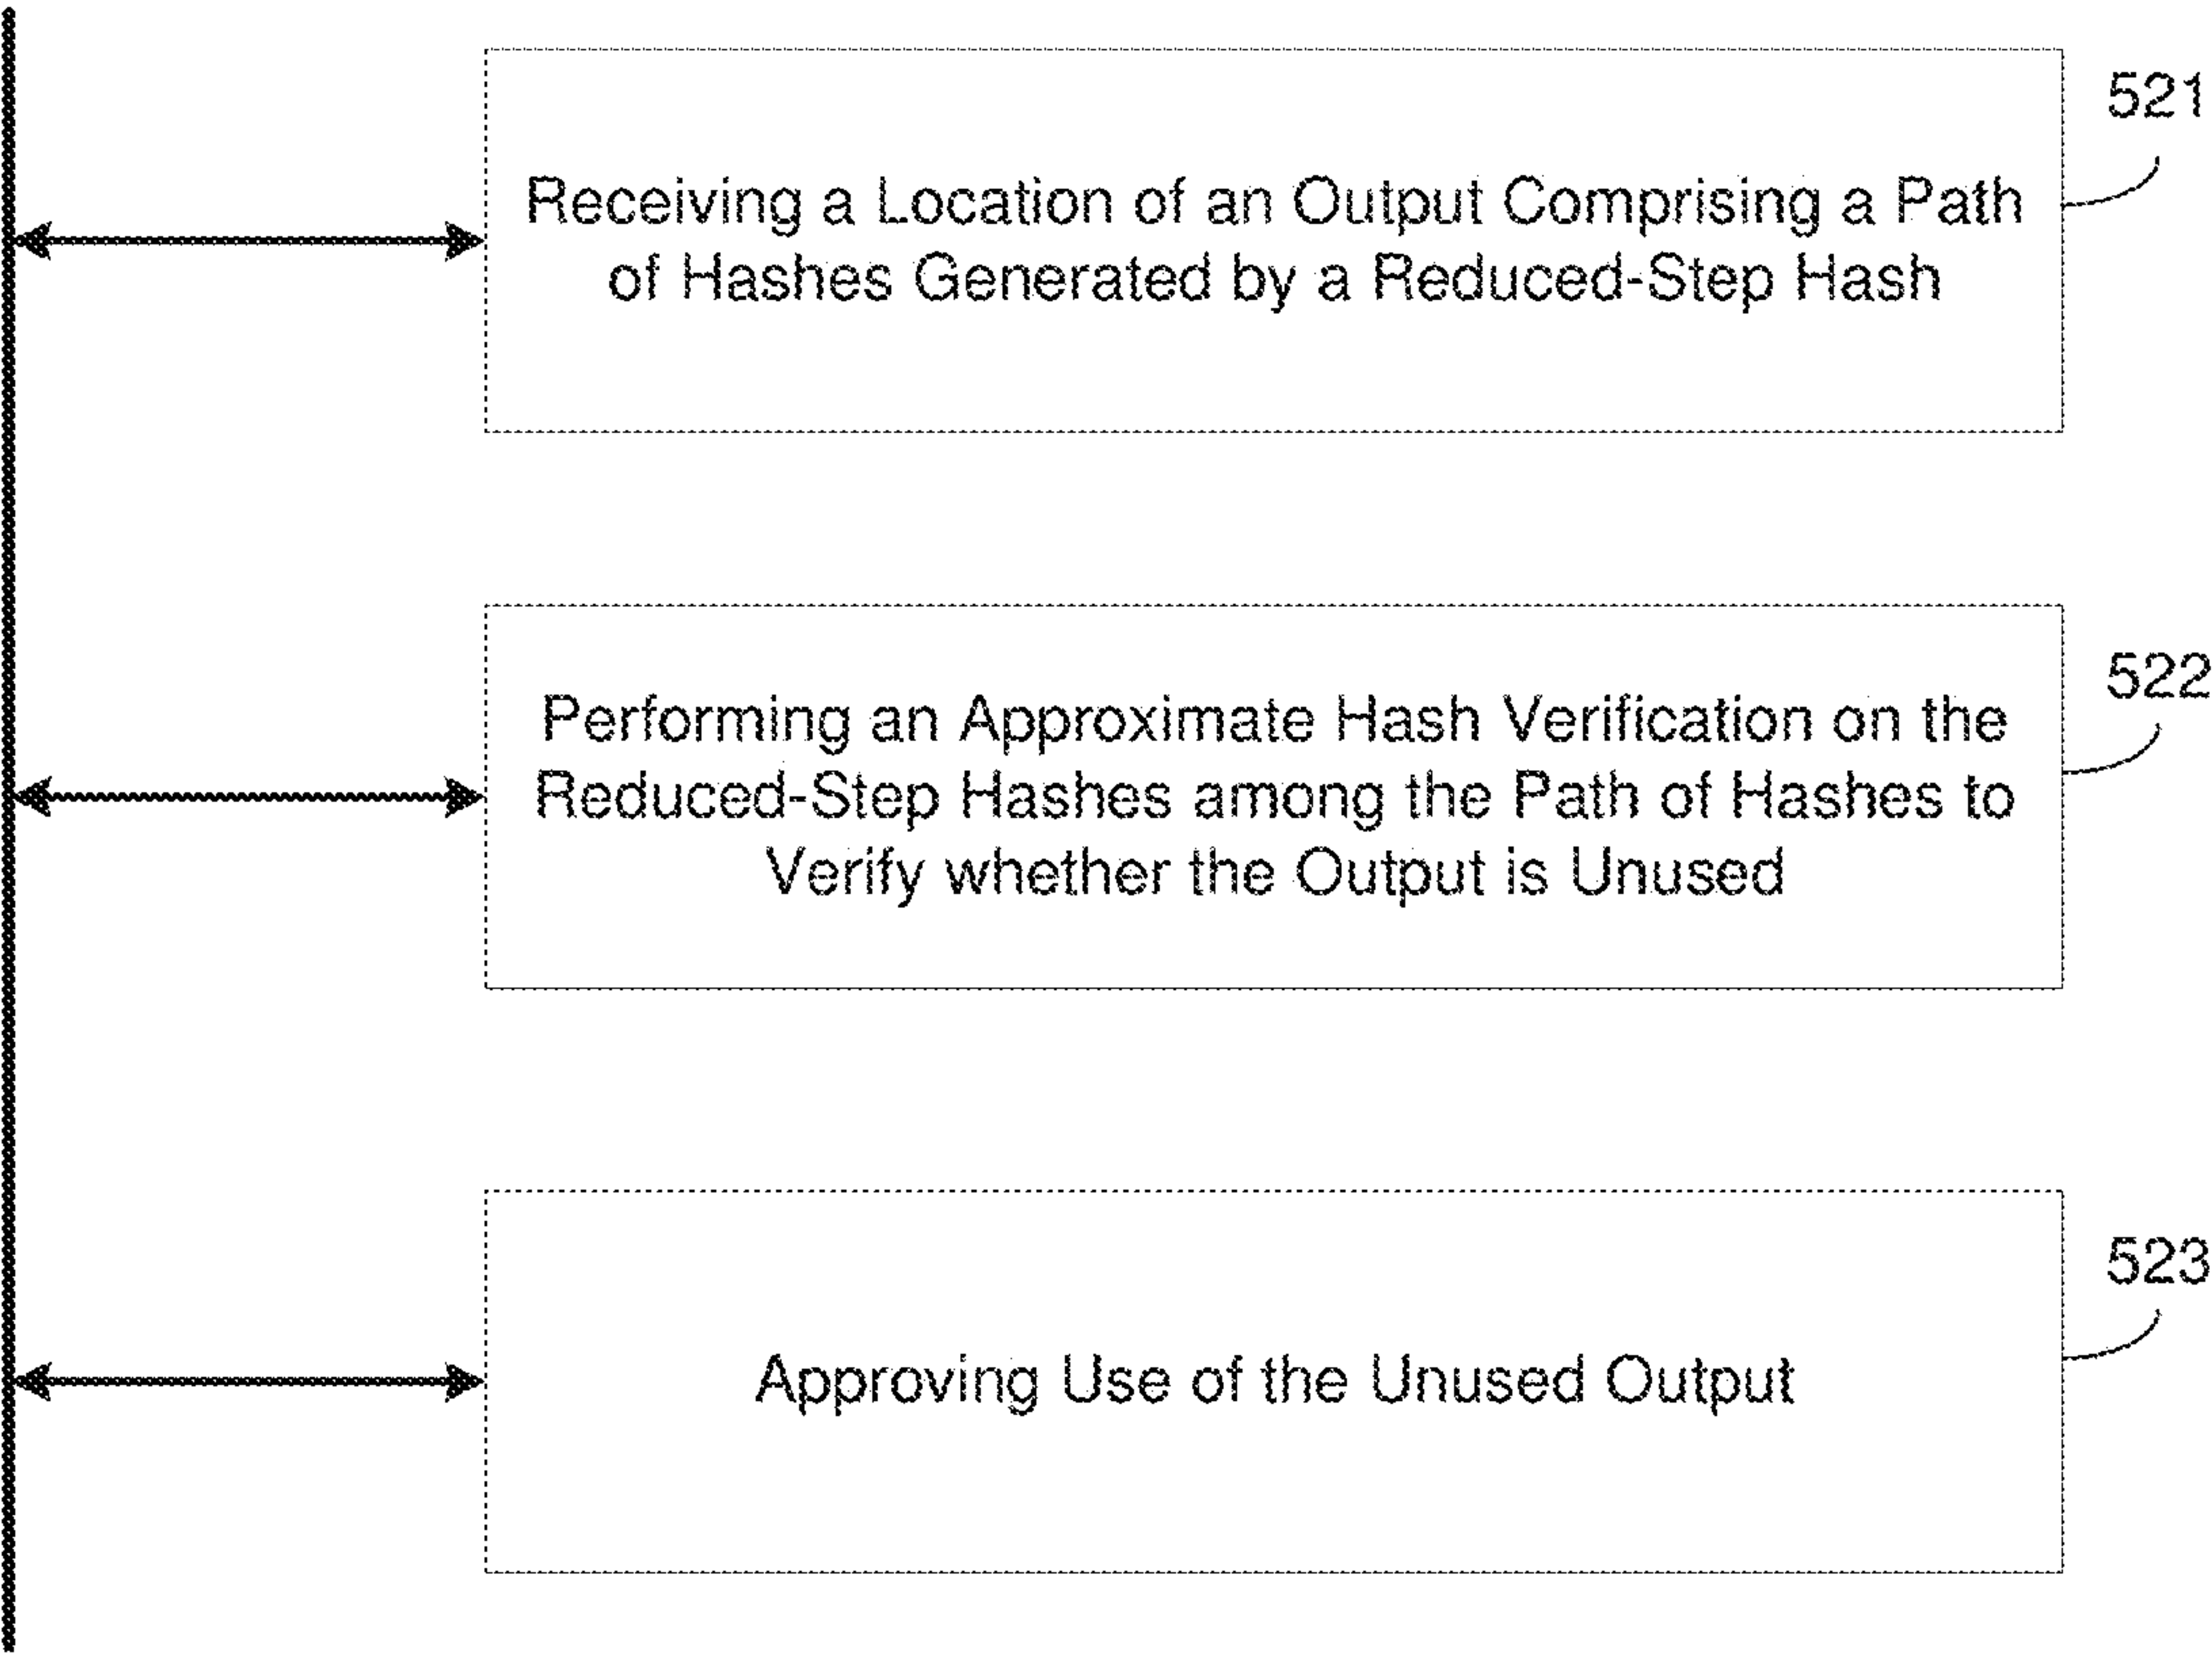 521
Receiving a Location of an Output Comprising a Path
of Hashes Generated by a Reduced-Step Hash
522
Performing an Approximate Hash Verification on the
Reduced-Step Hashes among the Path of Hashes to
Verify whether the Output is Unused
523
Approving Use of the Unused Output